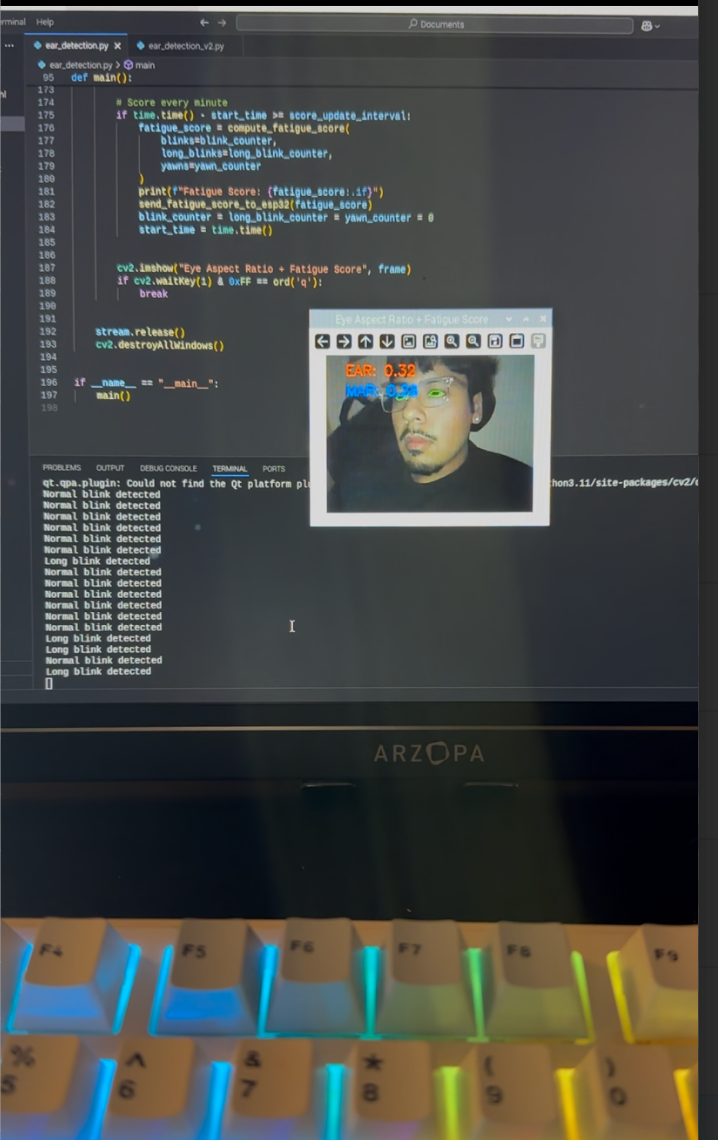 rminal Help
Documents
ear_detection.py
ear_detection_v2.py
ear_detection.py > main
95 def main():
173
174 # Score every minute
175 if time.time() - start_time >= score_update_interval:
176 fatigue_score = compute_fatigue_score(
177 blinks=blink_counter,
178 long_blinks=long_blink_counter,
179 yawns=yawn_counter
180 )
181 print(f"Fatigue Score: {fatigue_score:.1f}")
182 send_fatigue_score_to_esp32(fatigue_score)
183 blink_counter = long_blink_counter = yawn_counter = 0
184 start_time = time.time()
185
186
187 cv2.imshow("Eye Aspect Ratio + Fatigue Score", frame)
188 if cv2.waitKey(1) & 0xFF == ord('q'):
189 break
190
191
192 stream.release()
193 cv2.destroyAllWindows()
194
195
196 if __name__ == "__main__":
197 main()
198
Eye Aspect Ratio + Fatigue Score
EAR: 0.32
MAR:
PROBLEMS OUTPUT DEBUG CONSOLE TERMINAL PORTS
qt.qpa.plugin: Could not find the Qt platform plu
thon3.11/site-packages/cv2/
Normal blink detected
Normal blink detected
Normal blink detected
Normal blink detected
Normal blink detected
Normal blink detected
Long blink detected
Normal blink detected
Normal blink detected
Normal blink detected
Normal blink detected
Normal blink detected
Normal blink detected
Long blink detected
Long blink detected
Normal blink detected
Long blink detected
ARZOPA
F4 F5 F6 F7 F8 F9
% ^ & * ( )
5 6 7 8 9 0